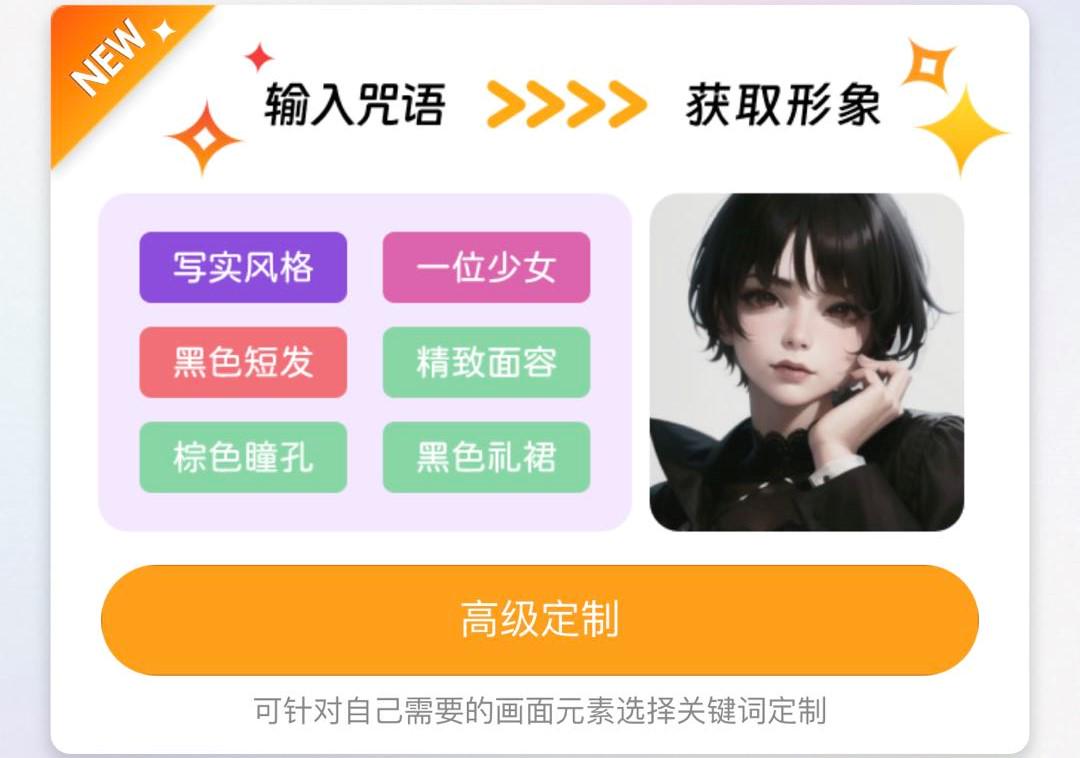 NEW
输入咒语 >>>> 获取形象
写实风格 一位少女
黑色短发 精致面容
棕色瞳孔 黑色礼裙
高级定制
可针对自己需要的画面元素选择关键词定制